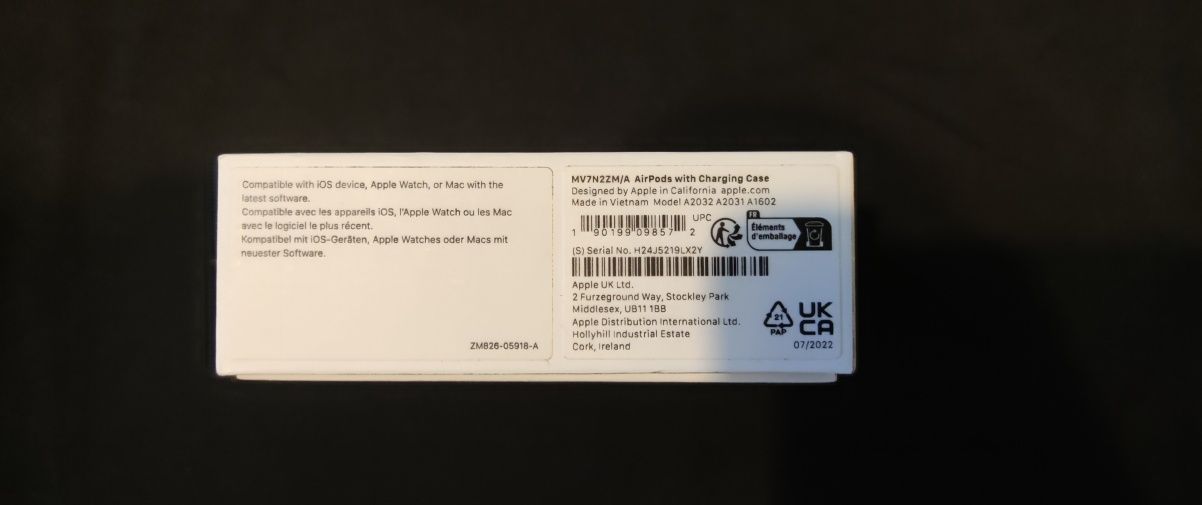 Compatible with iOS device, Apple Watch, or Mac with the
latest software.
Compatible avec les appareils iOS, l'Apple Watch ou les Mac
avec le logiciel le plus récent.
Kompatibel mit iOS-Geräten, Apple Watches oder Macs mit
neuester Software.
ZM826-05918-A
MV7N2ZM/A AirPods with Charging Case
Designed by Apple in California apple.com
Made in Vietnam Model A2032 A2031 A1602
UPC
1 90199 09857 2
FR
Éléments
d'emballage
(S) Serial No. H24J5219LX2Y
Apple UK Ltd.
2 Furzeground Way, Stockley Park
Middlesex, UB11 1BB
Apple Distribution International Ltd.
Hollyhill Industrial Estate
Cork, Ireland
21
PAP
UK
CA
07/2022